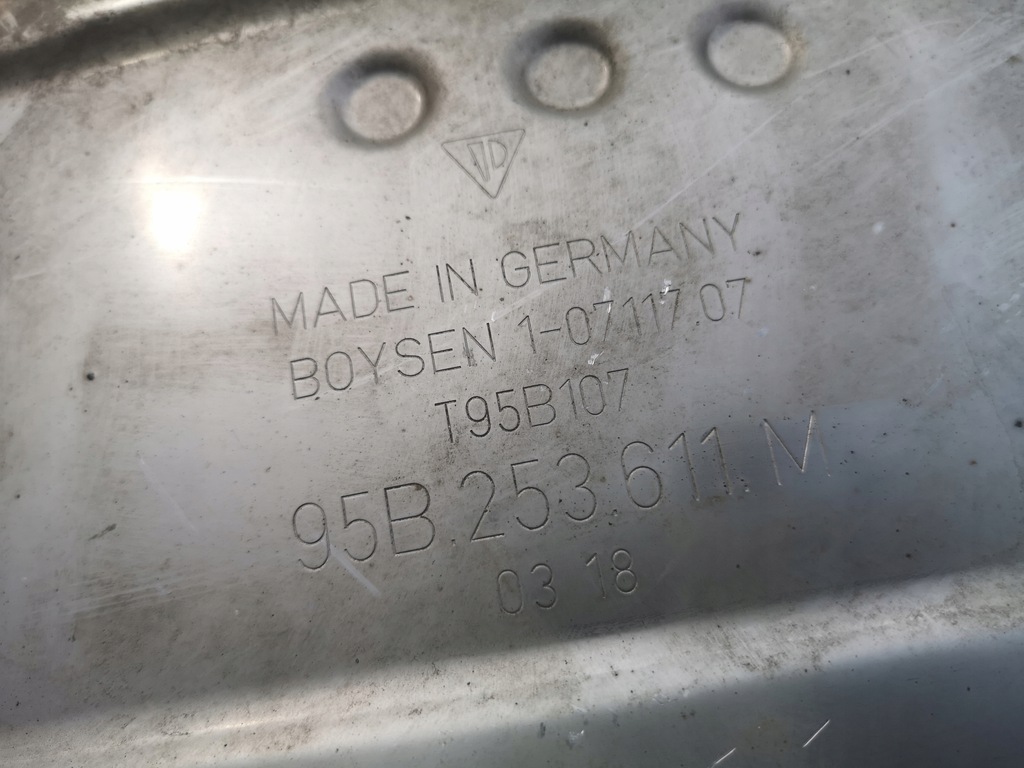 MADE IN GERMANY
BOYSEN 1-07117 07
T95B107
95B.253.611.M
03 18